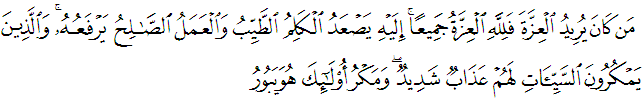 مَن كَانَ يُرِيدُ ٱلْعِزَّةَ فَلِلَّهِ ٱلْعِزَّةُ جَمِيعًا ۚ إِلَيْهِ يَصْعَدُ ٱلْكَلِمُ ٱلطَّيِّبُ وَٱلْعَمَلُ ٱلصَّـٰلِحُ يَرْفَعُهُۥ ۚ وَٱلَّذِينَ
يَمْكُرُونَ ٱلسَّيِّـَٔاتِ لَهُمْ عَذَابٌ شَدِيدٌ ۖ وَمَكْرُ أُو۟لَـٰٓئِكَ هُوَ يَبُورُ